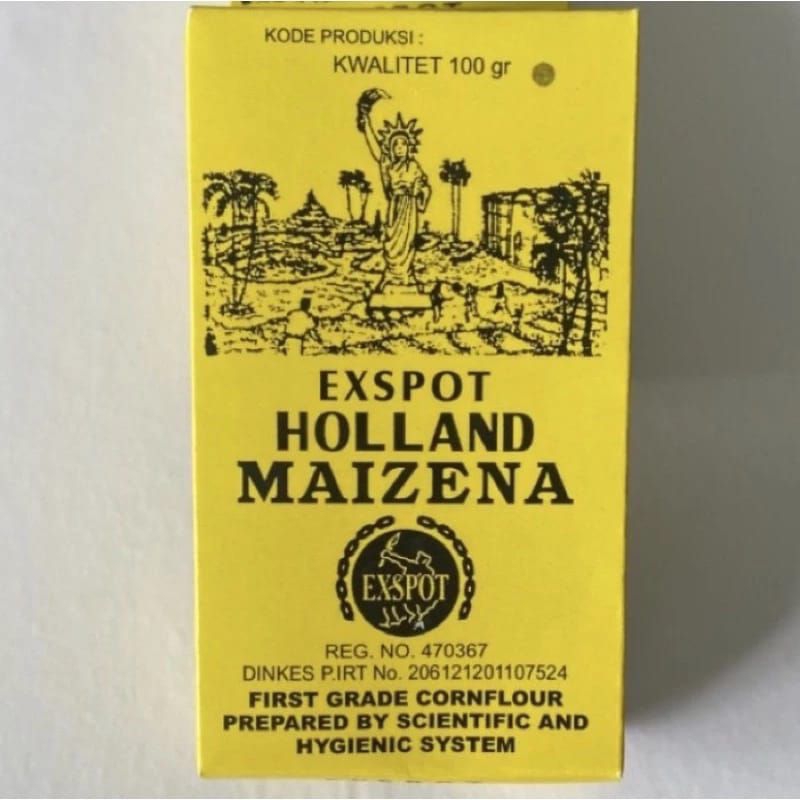 KODE PRODUKSI :
KWALITET 100 gr
EXSPOT
HOLLAND
MAIZENA
EXSPOT
REG. NO. 470367
DINKES P.IRT No. 206121201107524
FIRST GRADE CORNFLOUR
PREPARED BY SCIENTIFIC AND
HYGIENIC SYSTEM